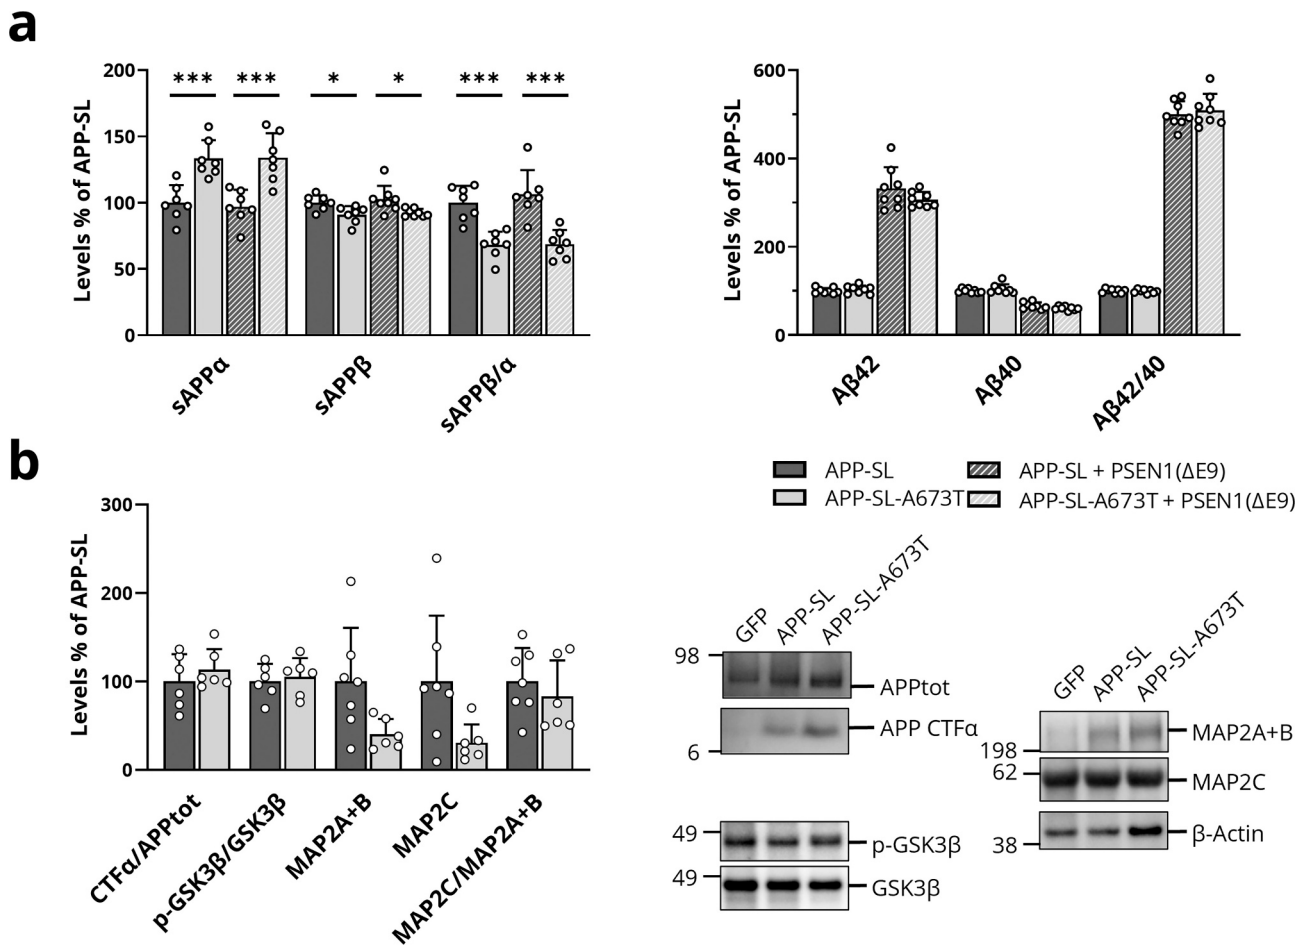 a
Levels % of APP-SL
200
150
100
50
0
*** *** * * *** ***
sAPPα
sAPPβ
sAPPβ/α
Levels % of APP-SL
600
400
200
0
Aβ42
Aβ40
Aβ42/40
APP-SL
APP-SL-A673T
APP-SL + PSEN1(ΔE9)
APP-SL-A673T + PSEN1(ΔE9)
b
Levels % of APP-SL
300
200
100
0
CTFα/APPtot
p-GSK3β/GSK3β
MAP2A+B
MAP2C
MAP2C/MAP2A+B
GFP
APP-SL
APP-SL-A673T
98
APPtot
APP CTFα
6
49
p-GSK3β
49
GSK3β
GFP
APP-SL
APP-SL-A673T
MAP2A+B
198
62
MAP2C
β-Actin
38